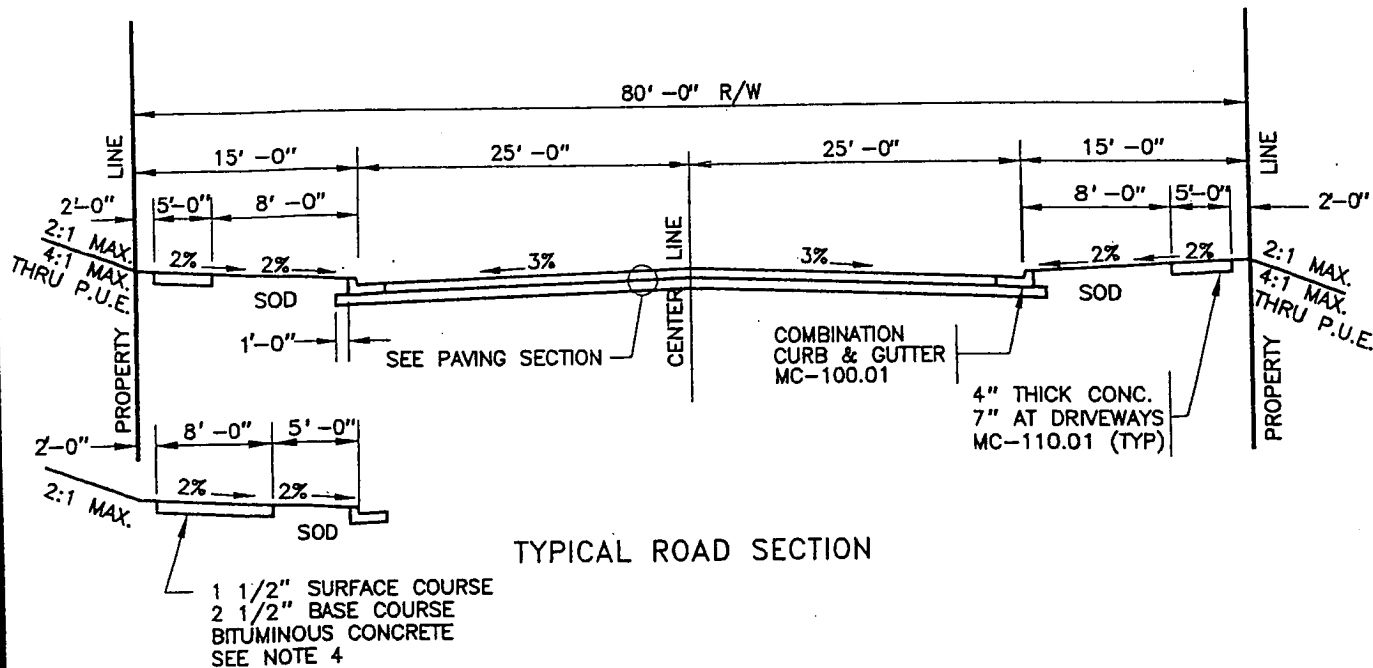 80'-0" R/W
15'-0"
25'-0"
25'-0"
15'-0"
2'-0"
5'-0"
8'-0"
8'-0"
5'-0"
2'-0"
PROPERTY LINE
CENTER LINE
PROPERTY LINE
2:1 MAX.
4:1 MAX.
THRU P.U.E.
2%
2%
3%
3%
2%
2%
2:1 MAX.
4:1 MAX.
THRU P.U.E.
SOD
SOD
1'-0"
SEE PAVING SECTION
COMBINATION
CURB & GUTTER
MC-100.01
4" THICK CONC.
7" AT DRIVEWAYS
MC-110.01 (TYP)
2'-0"
8'-0"
5'-0"
2:1 MAX.
2%
2%
SOD
TYPICAL ROAD SECTION
1 1/2" SURFACE COURSE
2 1/2" BASE COURSE
BITUMINOUS CONCRETE
SEE NOTE 4